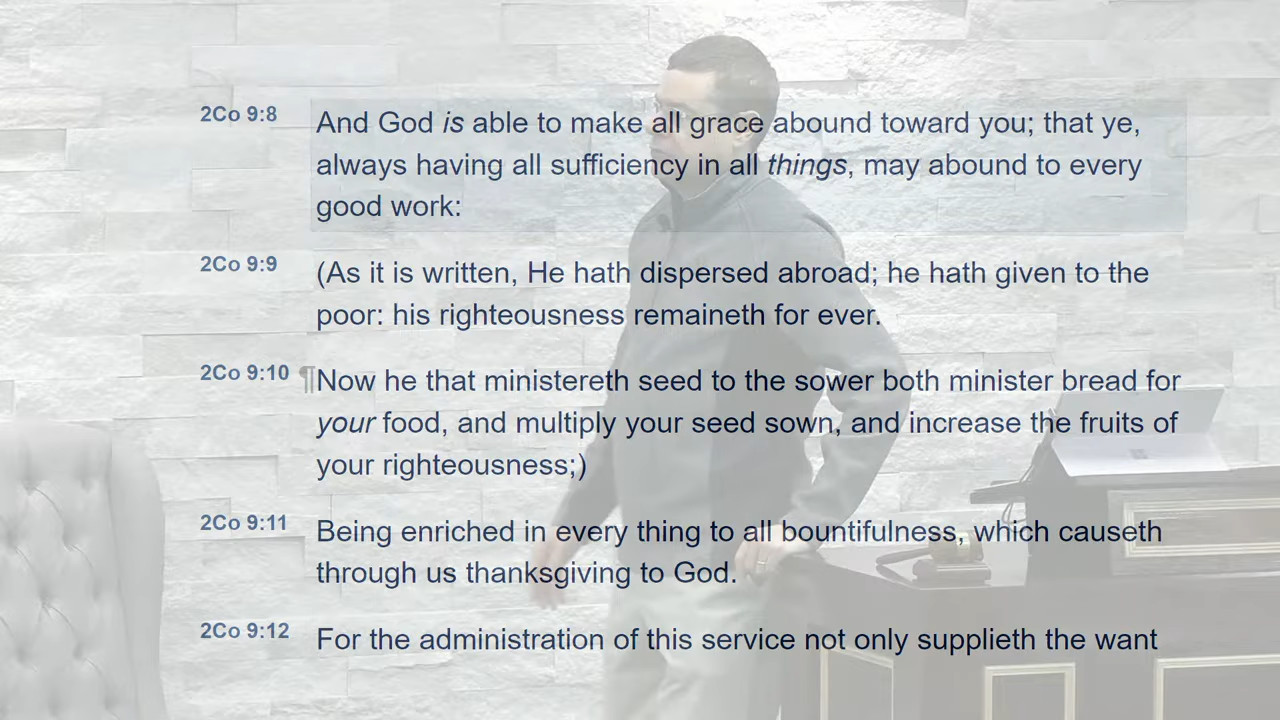 2Co 9:8 And God is able to make all grace abound toward you; that ye,
always having all sufficiency in all things, may abound to every
good work:
2Co 9:9 (As it is written, He hath dispersed abroad; he hath given to the
poor: his righteousness remaineth for ever.
2Co 9:10 ¶Now he that ministereth seed to the sower both minister bread for
your food, and multiply your seed sown, and increase the fruits of
your righteousness;)
2Co 9:11 Being enriched in every thing to all bountifulness, which causeth
through us thanksgiving to God.
2Co 9:12 For the administration of this service not only supplieth the want